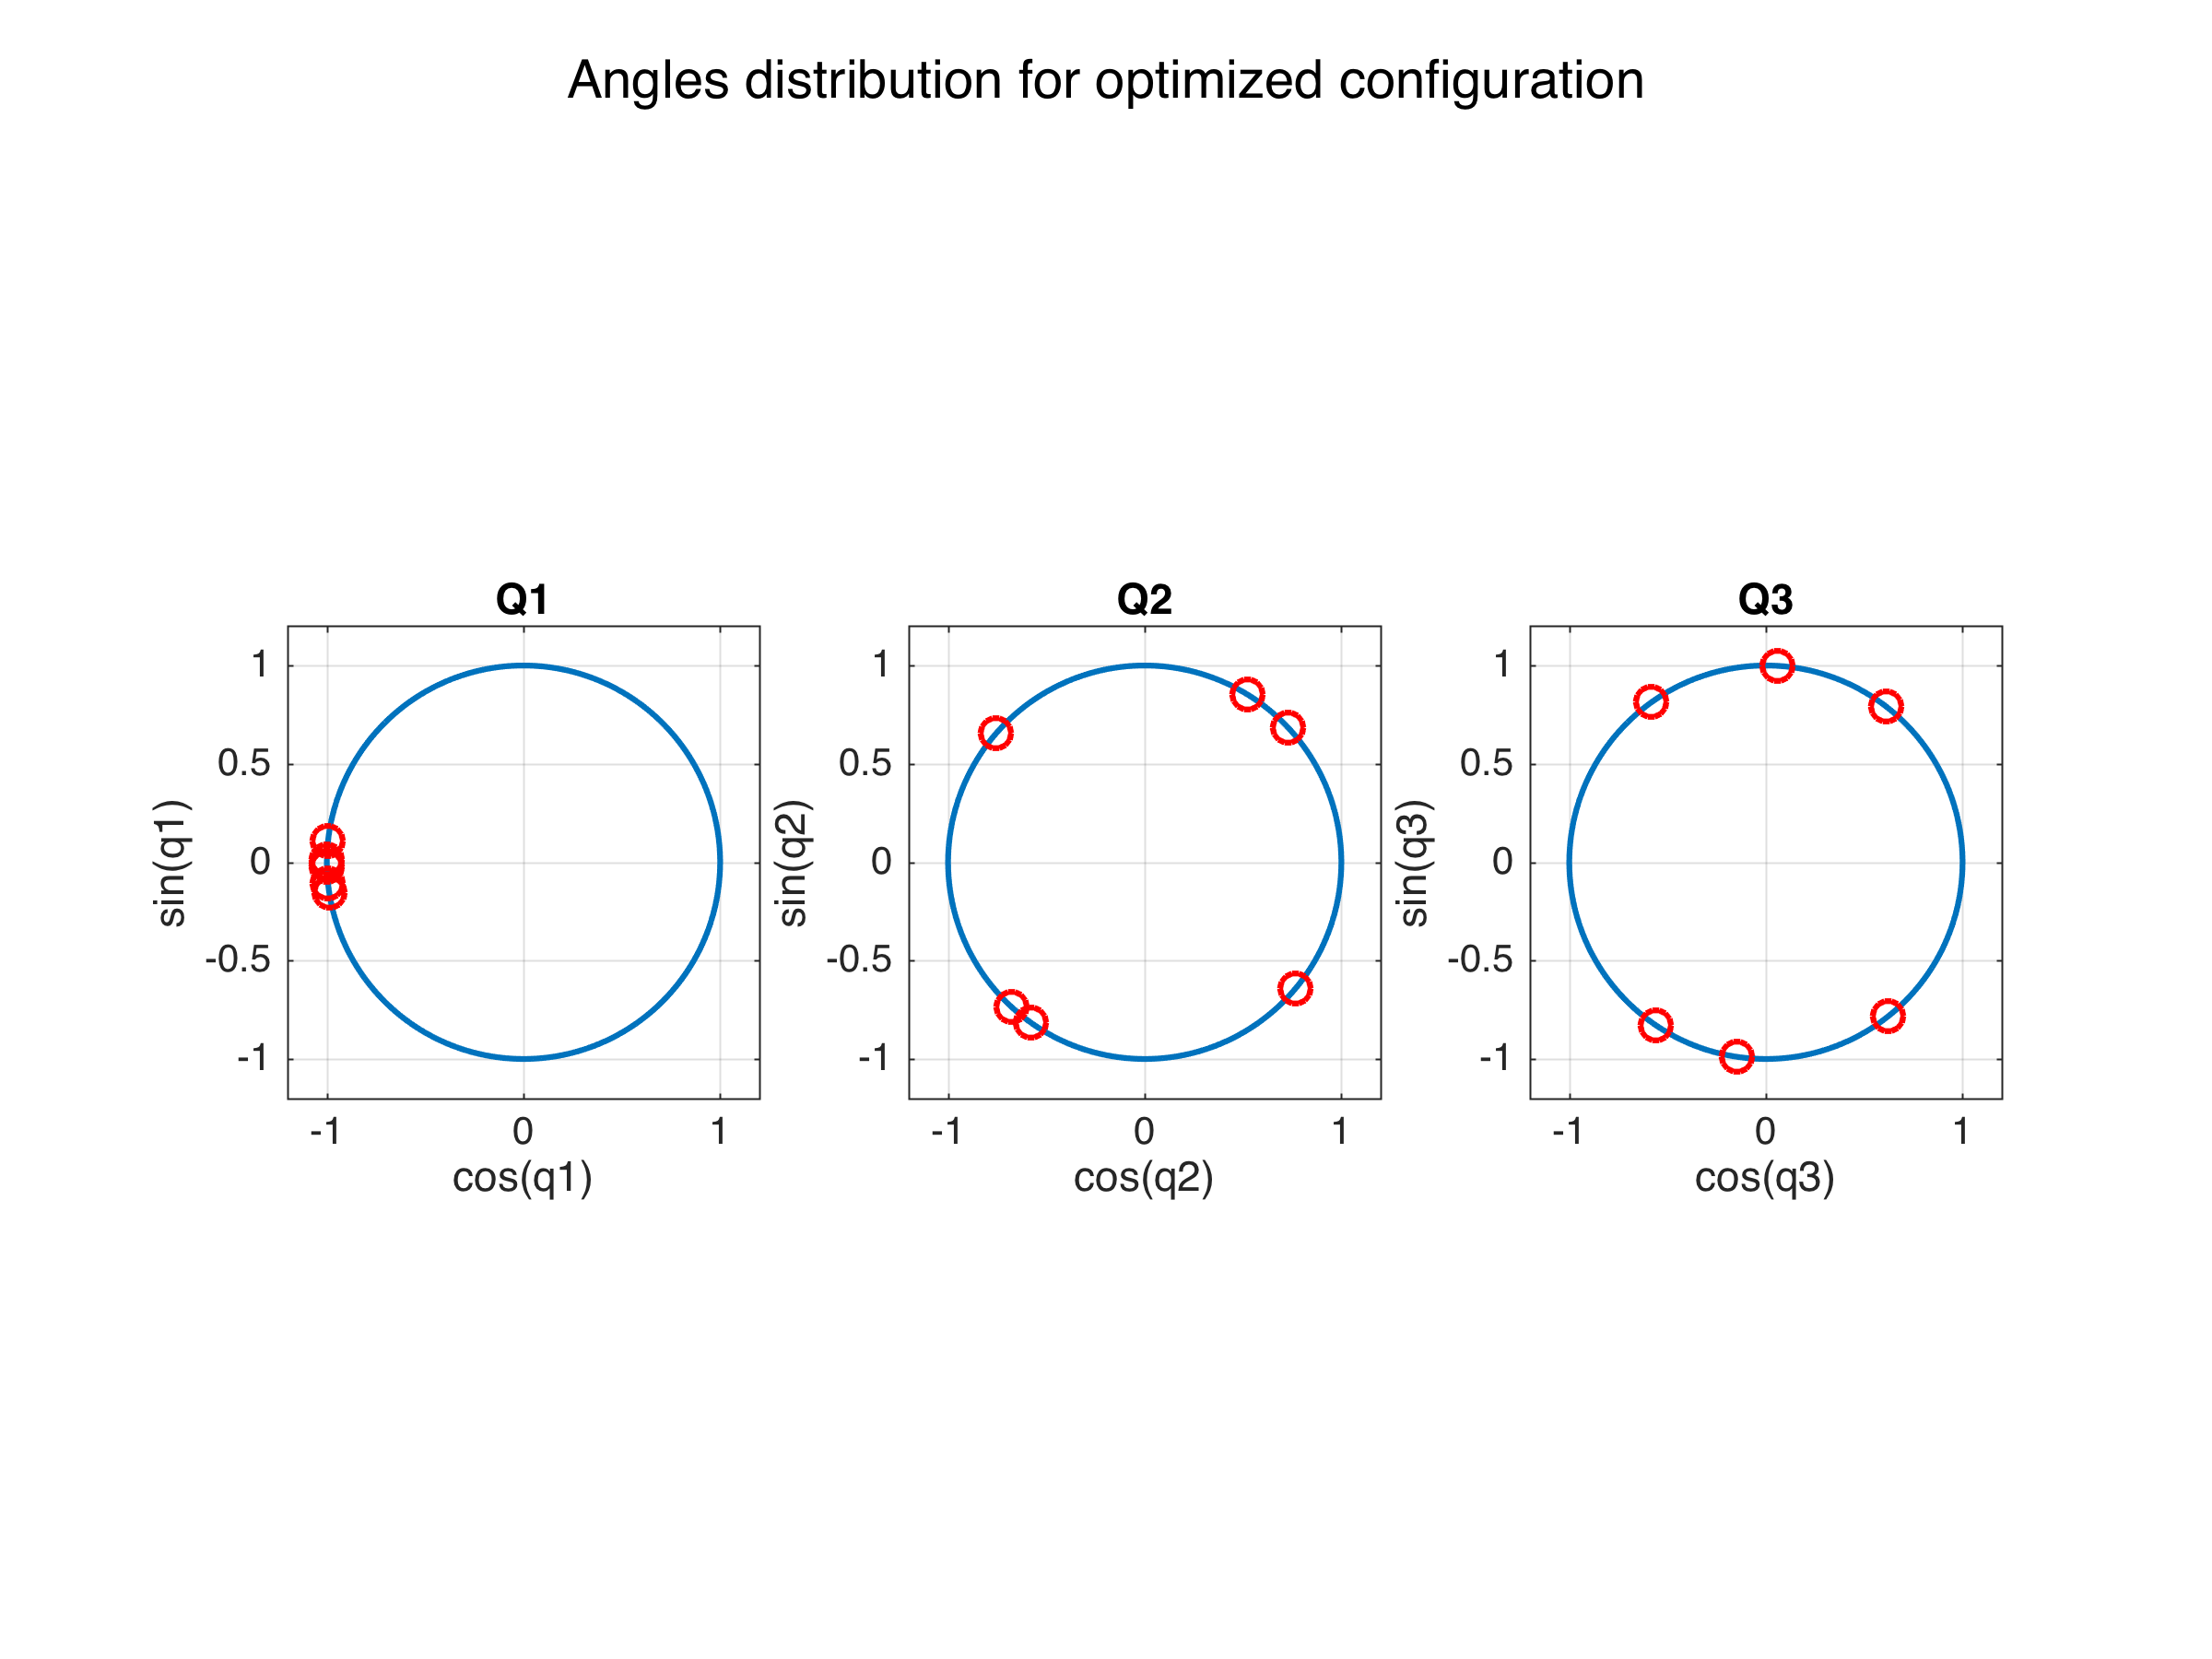 Angles distribution for optimized configuration
Q1
1
0.5
0
-0.5
-1
sin(q1)
-1
0
1
cos(q1)
Q2
1
0.5
0
-0.5
-1
sin(q2)
-1
0
1
cos(q2)
Q3
1
0.5
0
-0.5
-1
sin(q3)
-1
0
1
cos(q3)